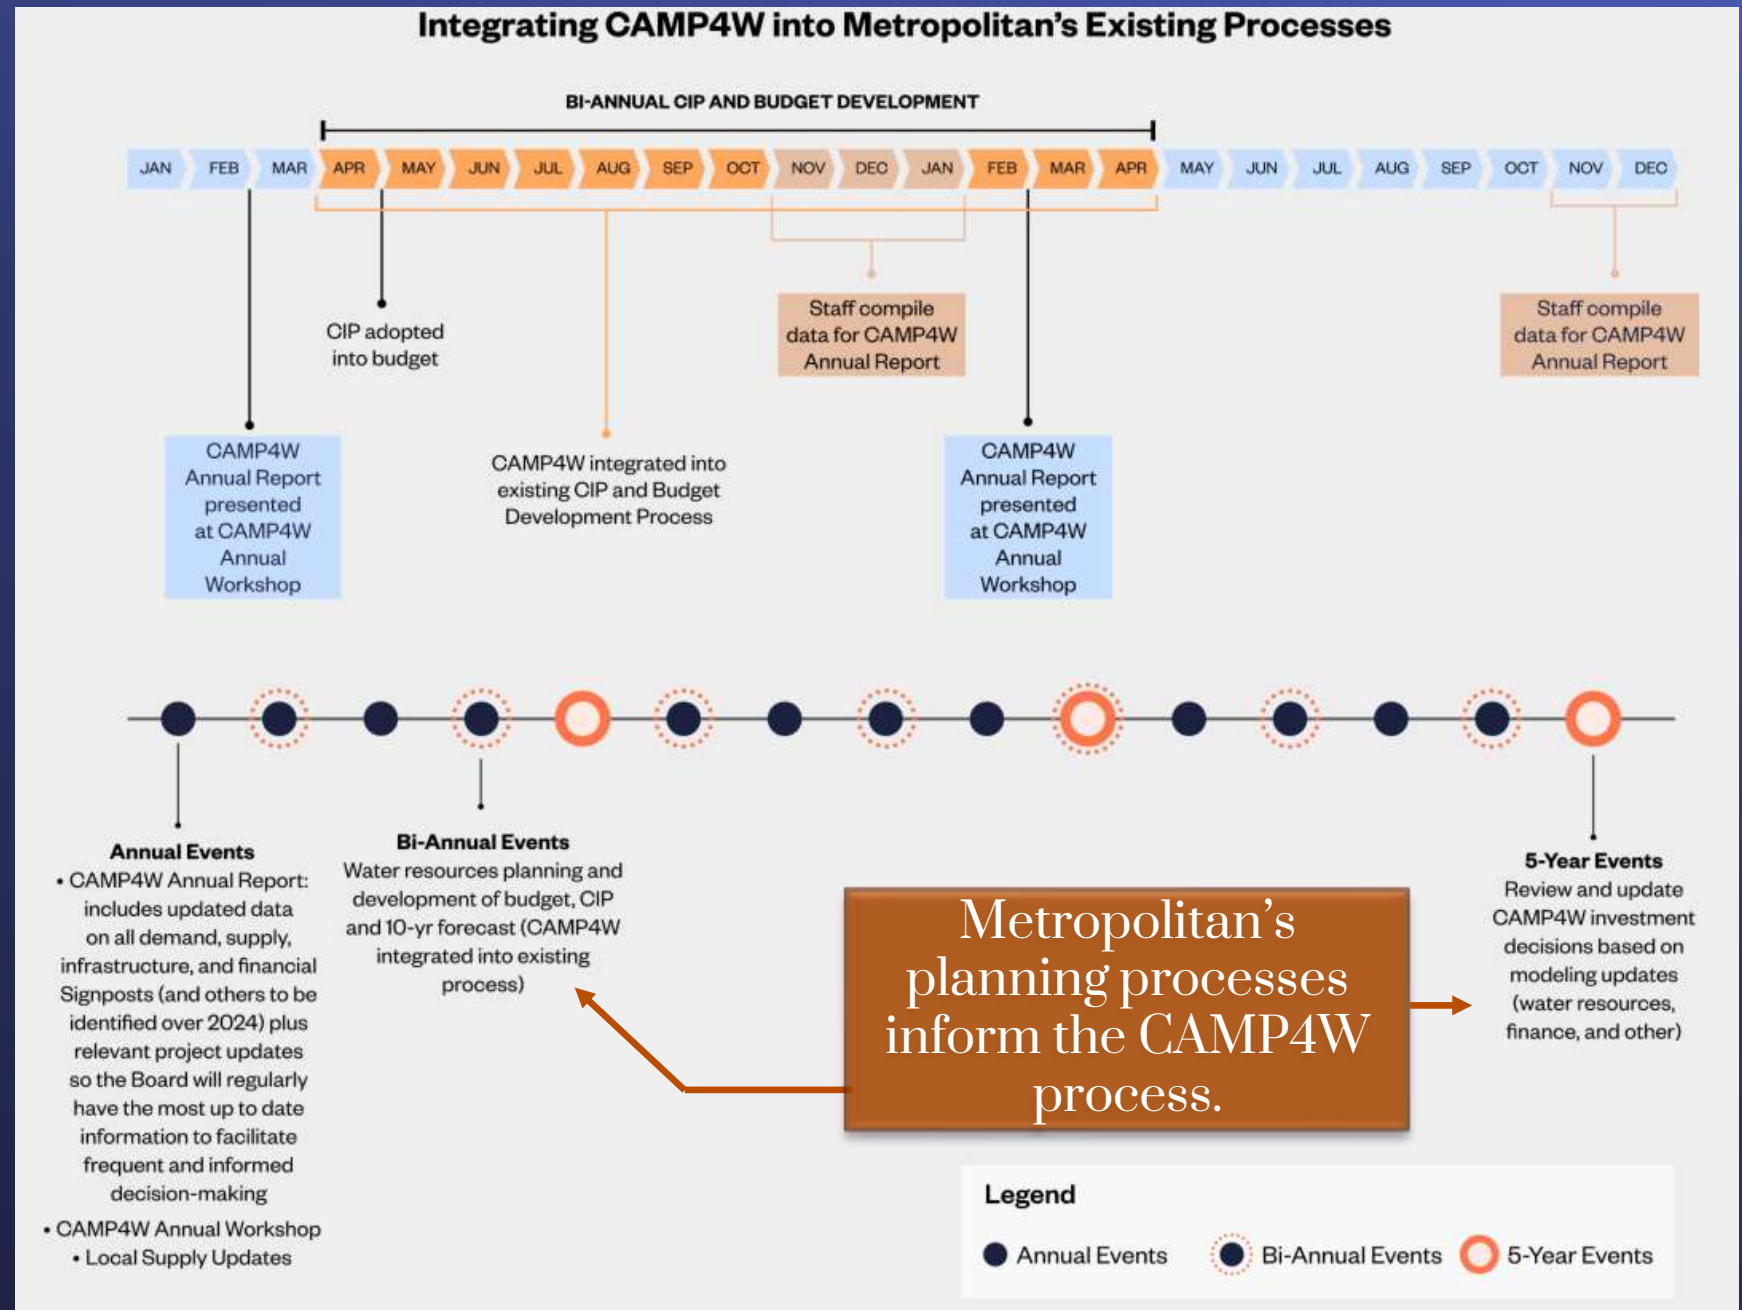 Integrating CAMP4W into Metropolitan's Existing Processes
BI-ANNUAL CIP AND BUDGET DEVELOPMENT
JAN FEB MAR APR MAY JUN JUL AUG SEP OCT NOV DEC JAN FEB MAR APR MAY JUN JUL AUG SEP OCT NOV DEC
CIP adopted
into budget
Staff compile
data for CAMP4W
Annual Report
Staff compile
data for CAMP4W
Annual Report
CAMP4W
Annual Report
presented
at CAMP4W
Annual
Workshop
CAMP4W integrated into
existing CIP and Budget
Development Process
CAMP4W
Annual Report
presented
at CAMP4W
Annual
Workshop
Annual Events
• CAMP4W Annual Report:
includes updated data
on all demand, supply,
infrastructure, and financial
Signposts (and others to be
identified over 2024) plus
relevant project updates
so the Board will regularly
have the most up to date
information to facilitate
frequent and informed
decision-making
• CAMP4W Annual Workshop
• Local Supply Updates
Bi-Annual Events
Water resources planning and
development of budget, CIP
and 10-yr forecast (CAMP4W
integrated into existing
process)
Metropolitan's
planning processes
inform the CAMP4W
process.
5-Year Events
Review and update
CAMP4W investment
decisions based on
modeling updates
(water resources,
finance, and other)
Legend
Annual Events
Bi-Annual Events
5-Year Events